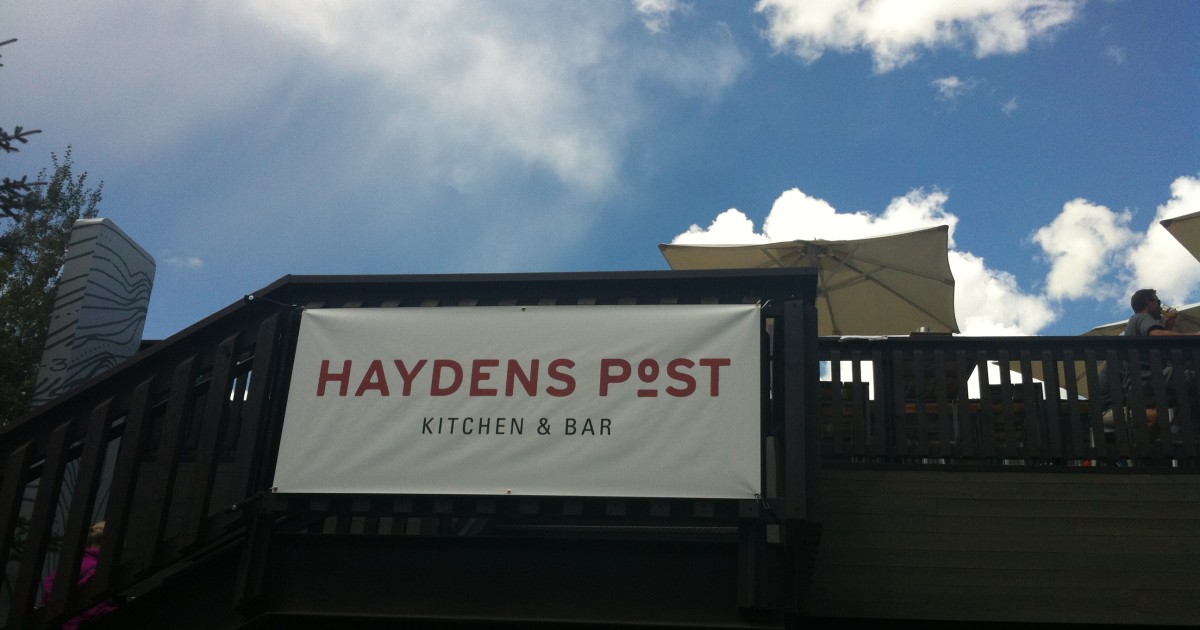 HAYDENS POST
KITCHEN & BAR